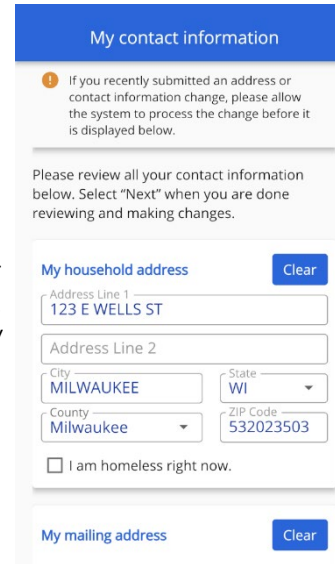 My contact information
If you recently submitted an address or
contact information change, please allow
the system to process the change before it
is displayed below.
Please review all your contact information
below. Select “Next” when you are done
reviewing and making changes.
My household address
Clear
Address Line 1
123 E WELLS ST
Address Line 2
City
MILWAUKEE
State
WI
County
Milwaukee
ZIP Code
532023503
I am homeless right now.
My mailing address
Clear